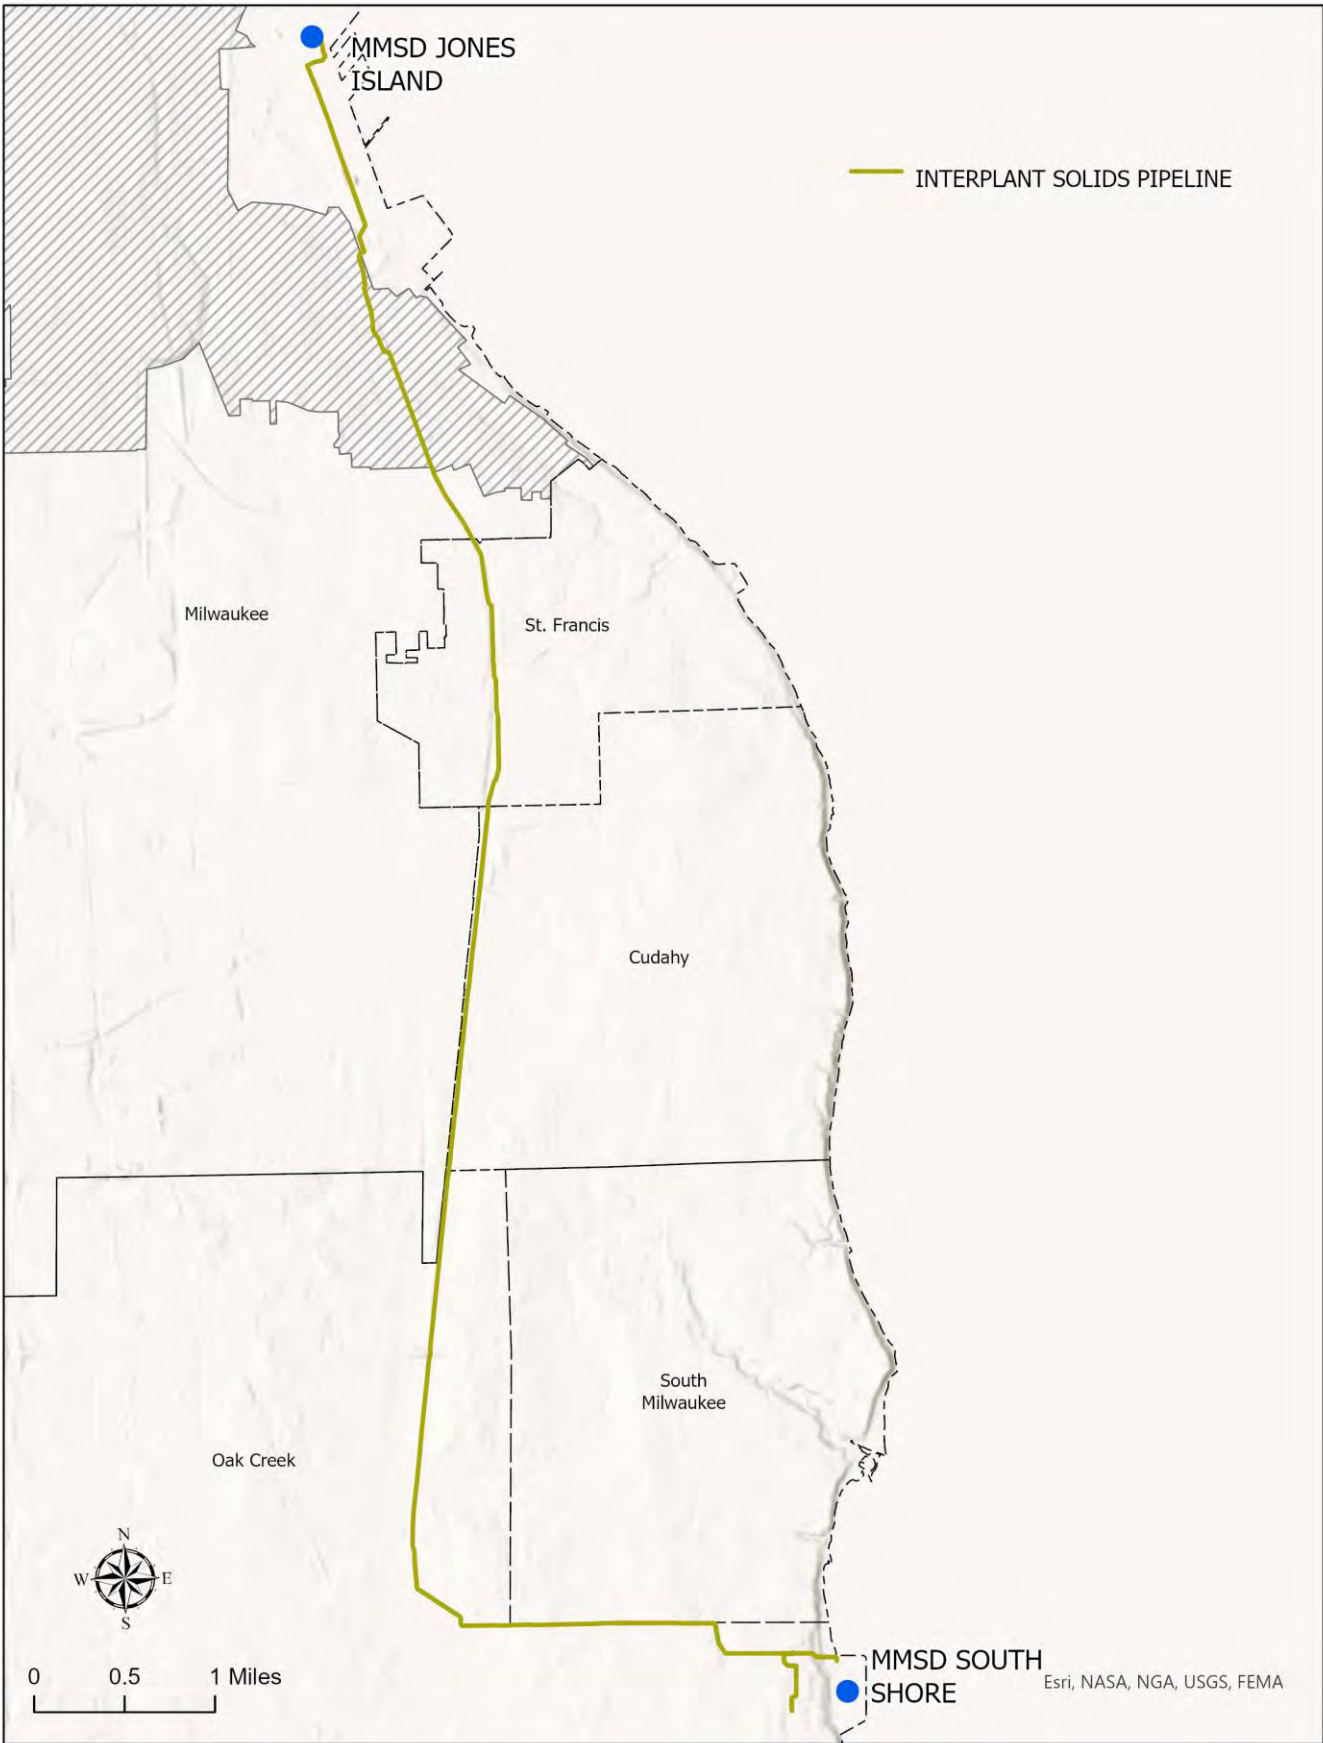 MMSD JONES
ISLAND
INTERPLANT SOLIDS PIPELINE
Milwaukee
St. Francis
Cudahy
South
Milwaukee
Oak Creek
N
W E
S
0 0.5 1 Miles
MMSD SOUTH
SHORE
Esri, NASA, NGA, USGS, FEMA